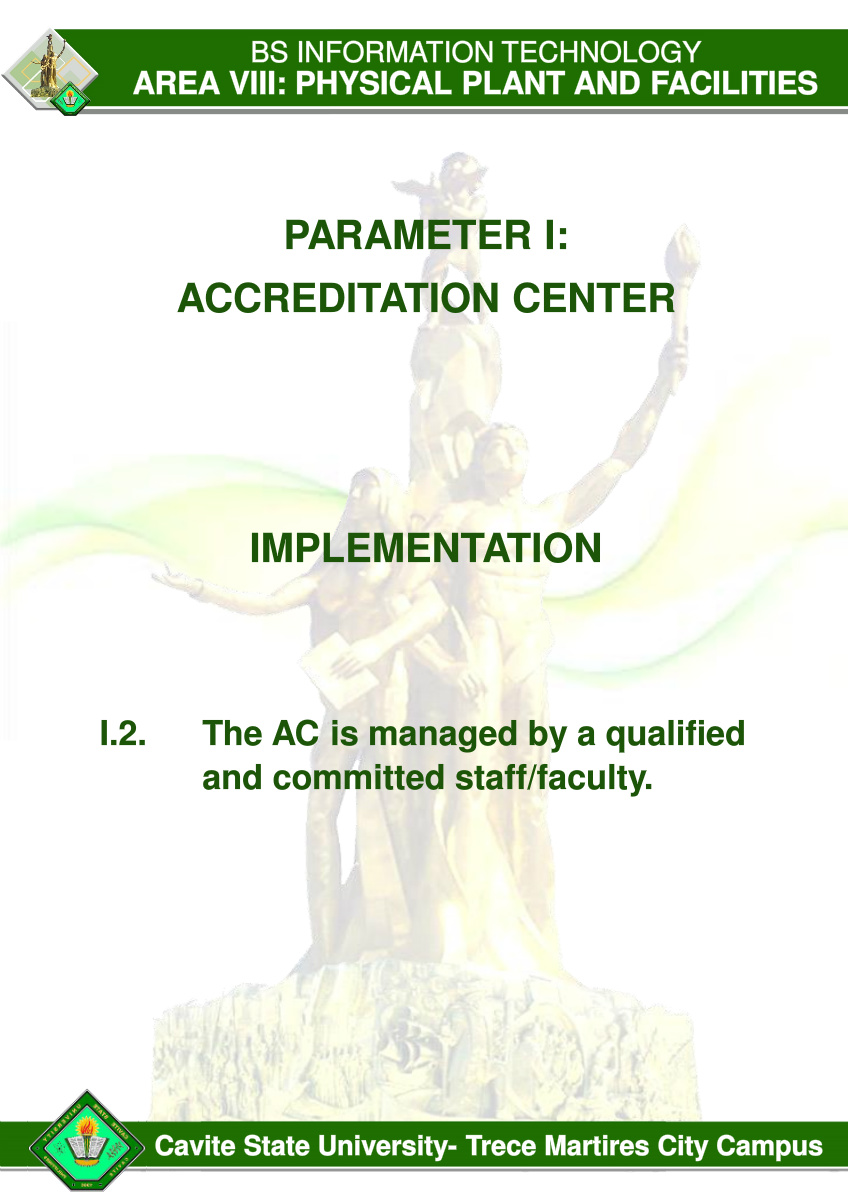 BS INFORMATION TECHNOLOGY
AREA VIII: PHYSICAL PLANT AND FACILITIES
PARAMETER I:
ACCREDITATION CENTER
IMPLEMENTATION
I.2. The AC is managed by a qualified
and committed staff/faculty.
Cavite State University- Trece Martires City Campus